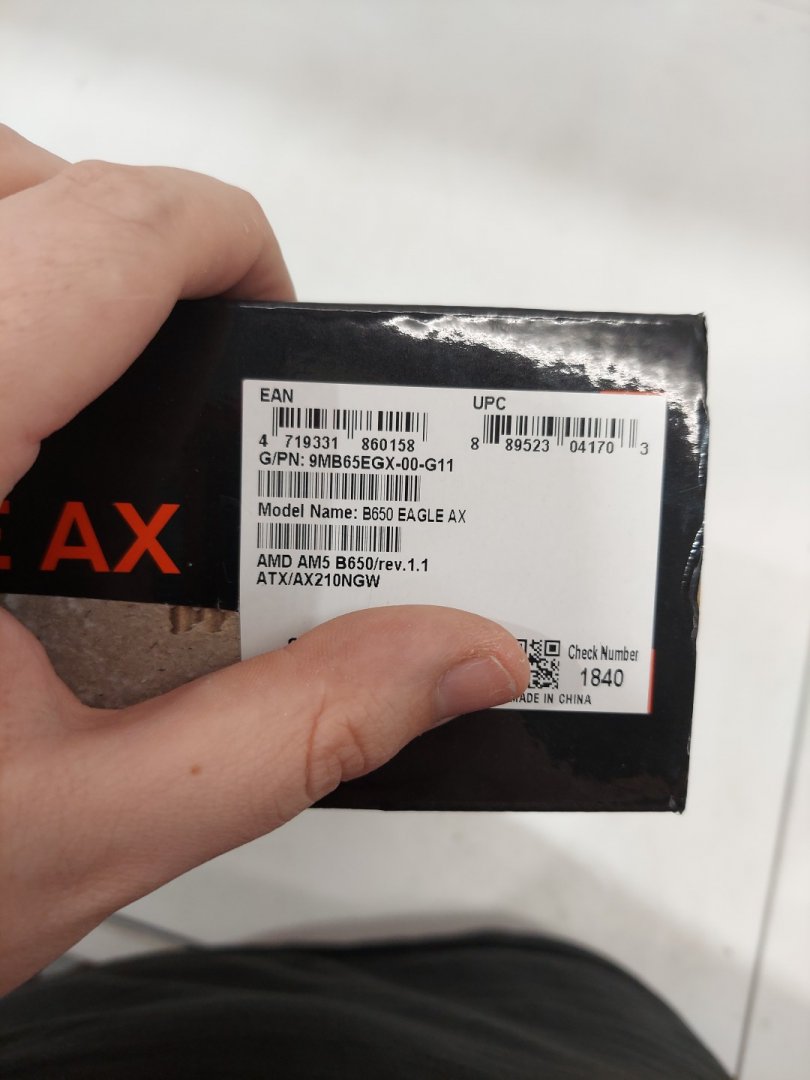 EAN
UPC
4 719331 860158
8 89523 04170 3
G/PN: 9MB65EGX-00-G11
Model Name: B650 EAGLE AX
AMD AM5 B650/rev.1.1
ATX/AX210NGW
AX
Check Number
1840
MADE IN CHINA